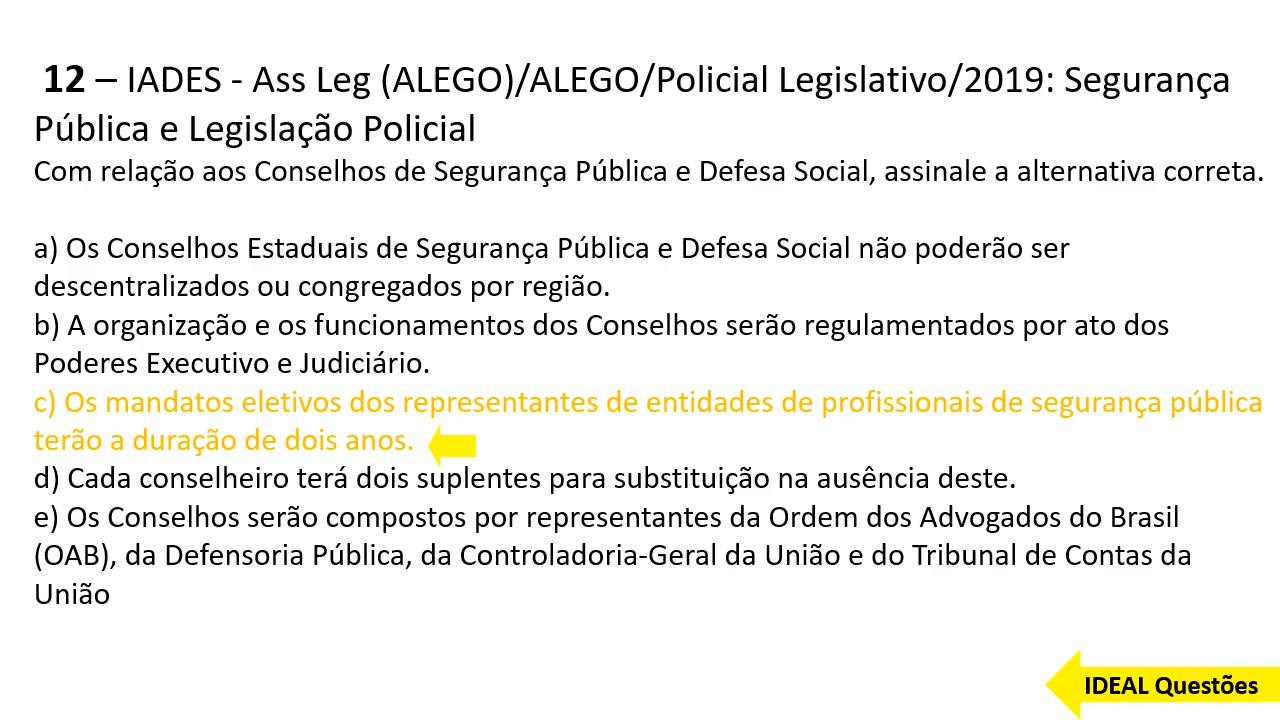 12 – IADES - Ass Leg (ALEGO)/ALEGO/Policial Legislativo/2019: Segurança
Pública e Legislação Policial
Com relação aos Conselhos de Segurança Pública e Defesa Social, assinale a alternativa correta.
a) Os Conselhos Estaduais de Segurança Pública e Defesa Social não poderão ser
descentralizados ou congregados por região.
b) A organização e os funcionamentos dos Conselhos serão regulamentados por ato dos
Poderes Executivo e Judiciário.
c) Os mandatos eletivos dos representantes de entidades de profissionais de segurança pública
terão a duração de dois anos.
d) Cada conselheiro terá dois suplentes para substituição na ausência deste.
e) Os Conselhos serão compostos por representantes da Ordem dos Advogados do Brasil
(OAB), da Defensoria Pública, da Controladoria-Geral da União e do Tribunal de Contas da
União
IDEAL Questões